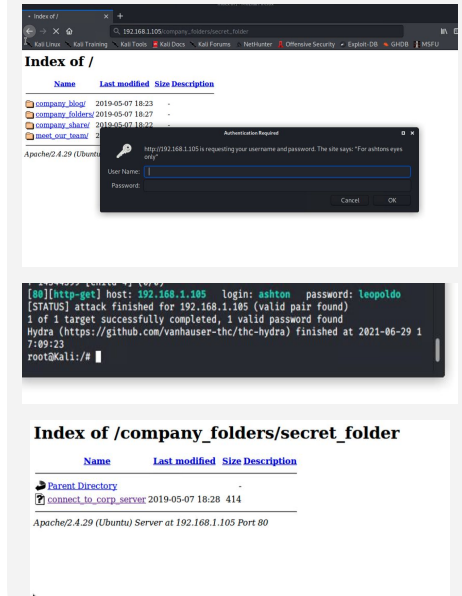 Index of /
192.168.1.105/company_folders/secret_folder
Kali Linux Kali Training Kali Tools Kali Docs Kali Forums NetHunter Offensive Security Exploit-DB GHDB MSFU
Index of /
Name Last modified Size Description
company_blog/ 2019-05-07 18:23 -
company_folders/ 2019-05-07 18:27 -
company_share/ 2019-05-07 18:22 -
meet_our_team/ 2
Apache/2.4.29 (Ubuntu
Authentication Required
http://192.168.1.105 is requesting your username and password. The site says: "For ashtons eyes
only"
User Name:
Password:
Cancel OK
[80][http-get] host: 192.168.1.105 login: ashton password: leopoldo
[STATUS] attack finished for 192.168.1.105 (valid pair found)
1 of 1 target successfully completed, 1 valid password found
Hydra (https://github.com/vanhauser-thc/thc-hydra) finished at 2021-06-29 1
7:09:23
root@Kali:/#
Index of /company_folders/secret_folder
Name Last modified Size Description
Parent Directory -
connect_to_corp_server 2019-05-07 18:28 414
Apache/2.4.29 (Ubuntu) Server at 192.168.1.105 Port 80